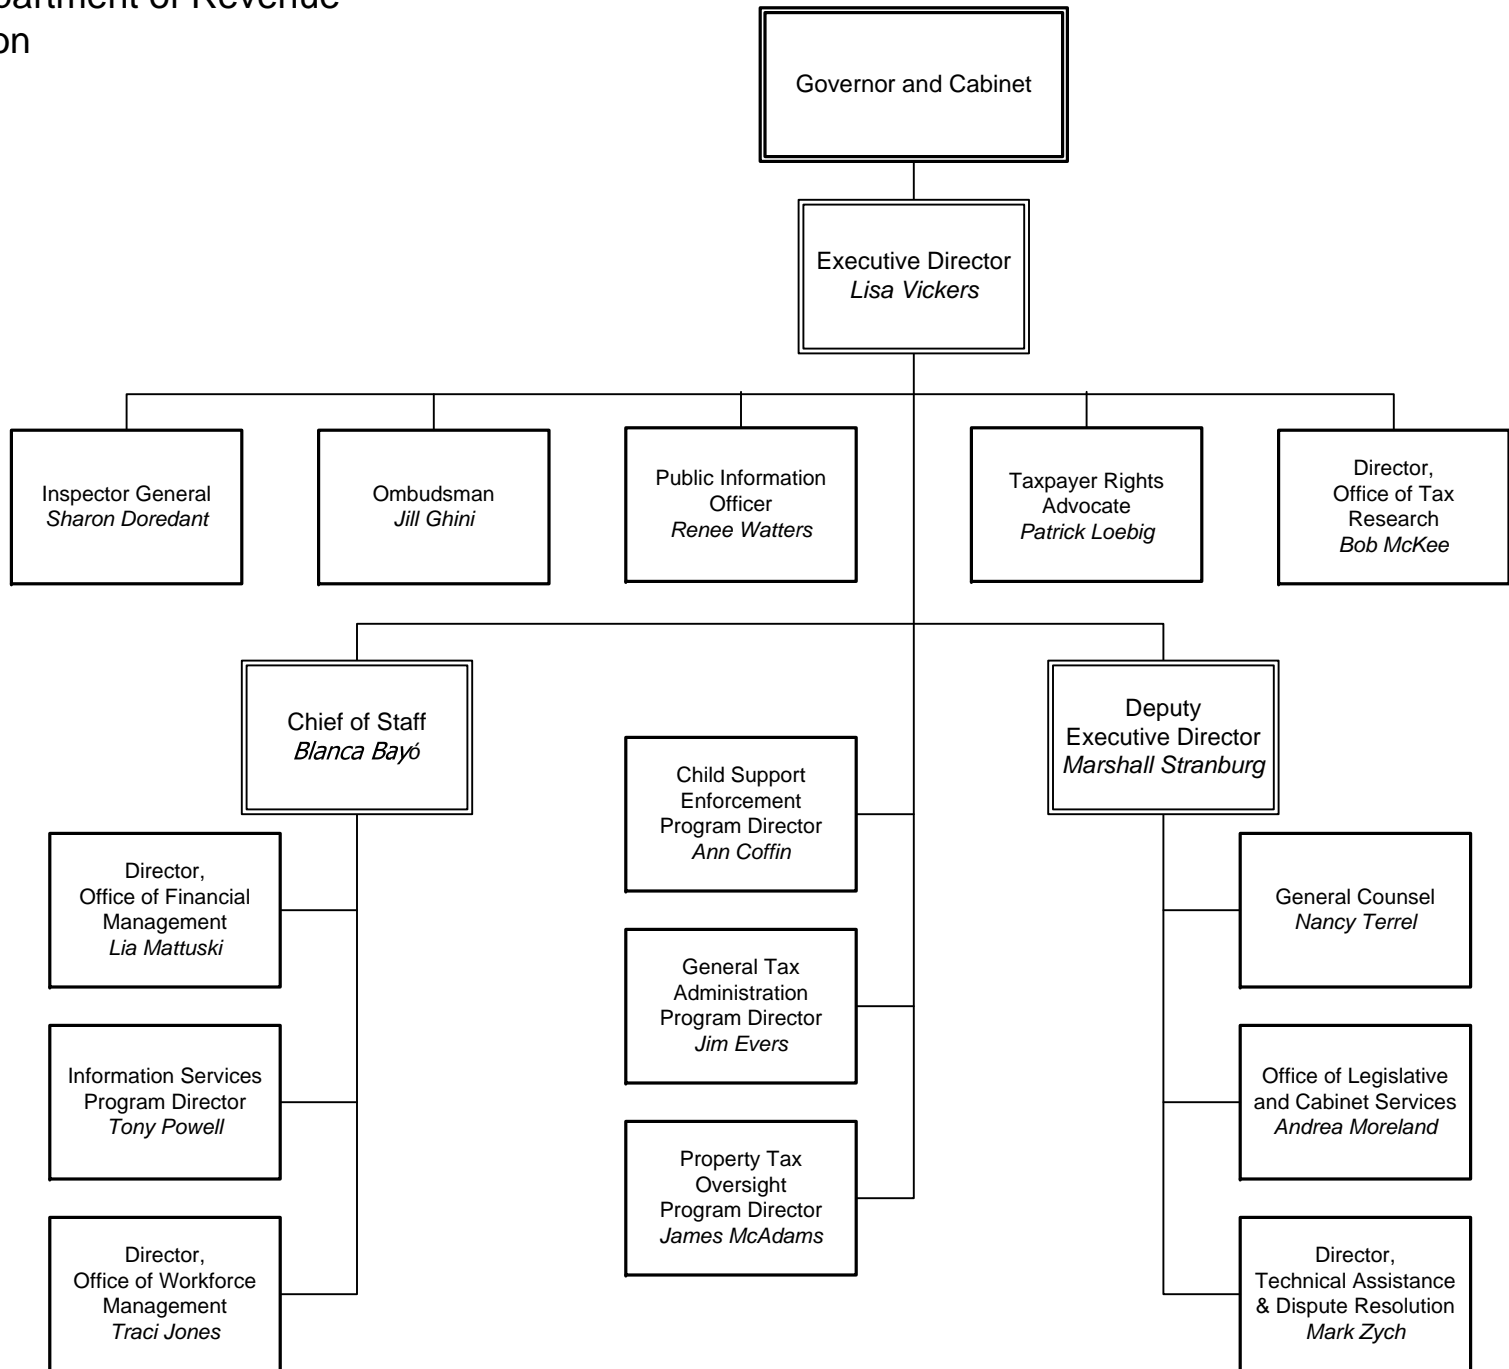 partment of Revenue
on
Governor and Cabinet
Executive Director
Lisa Vickers
Inspector General
Sharon Doredant
Ombudsman
Jill Ghini
Public Information
Officer
Renee Watters
Taxpayer Rights
Advocate
Patrick Loebig
Director,
Office of Tax
Research
Bob McKee
Chief of Staff
Blanca Bayó
Deputy
Executive Director
Marshall Stranburg
Child Support
Enforcement
Program Director
Ann Coffin
General Tax
Administration
Program Director
Jim Evers
Property Tax
Oversight
Program Director
James McAdams
Director,
Office of Financial
Management
Lia Mattuski
Information Services
Program Director
Tony Powell
Director,
Office of Workforce
Management
Traci Jones
General Counsel
Nancy Terrel
Office of Legislative
and Cabinet Services
Andrea Moreland
Director,
Technical Assistance
& Dispute Resolution
Mark Zych